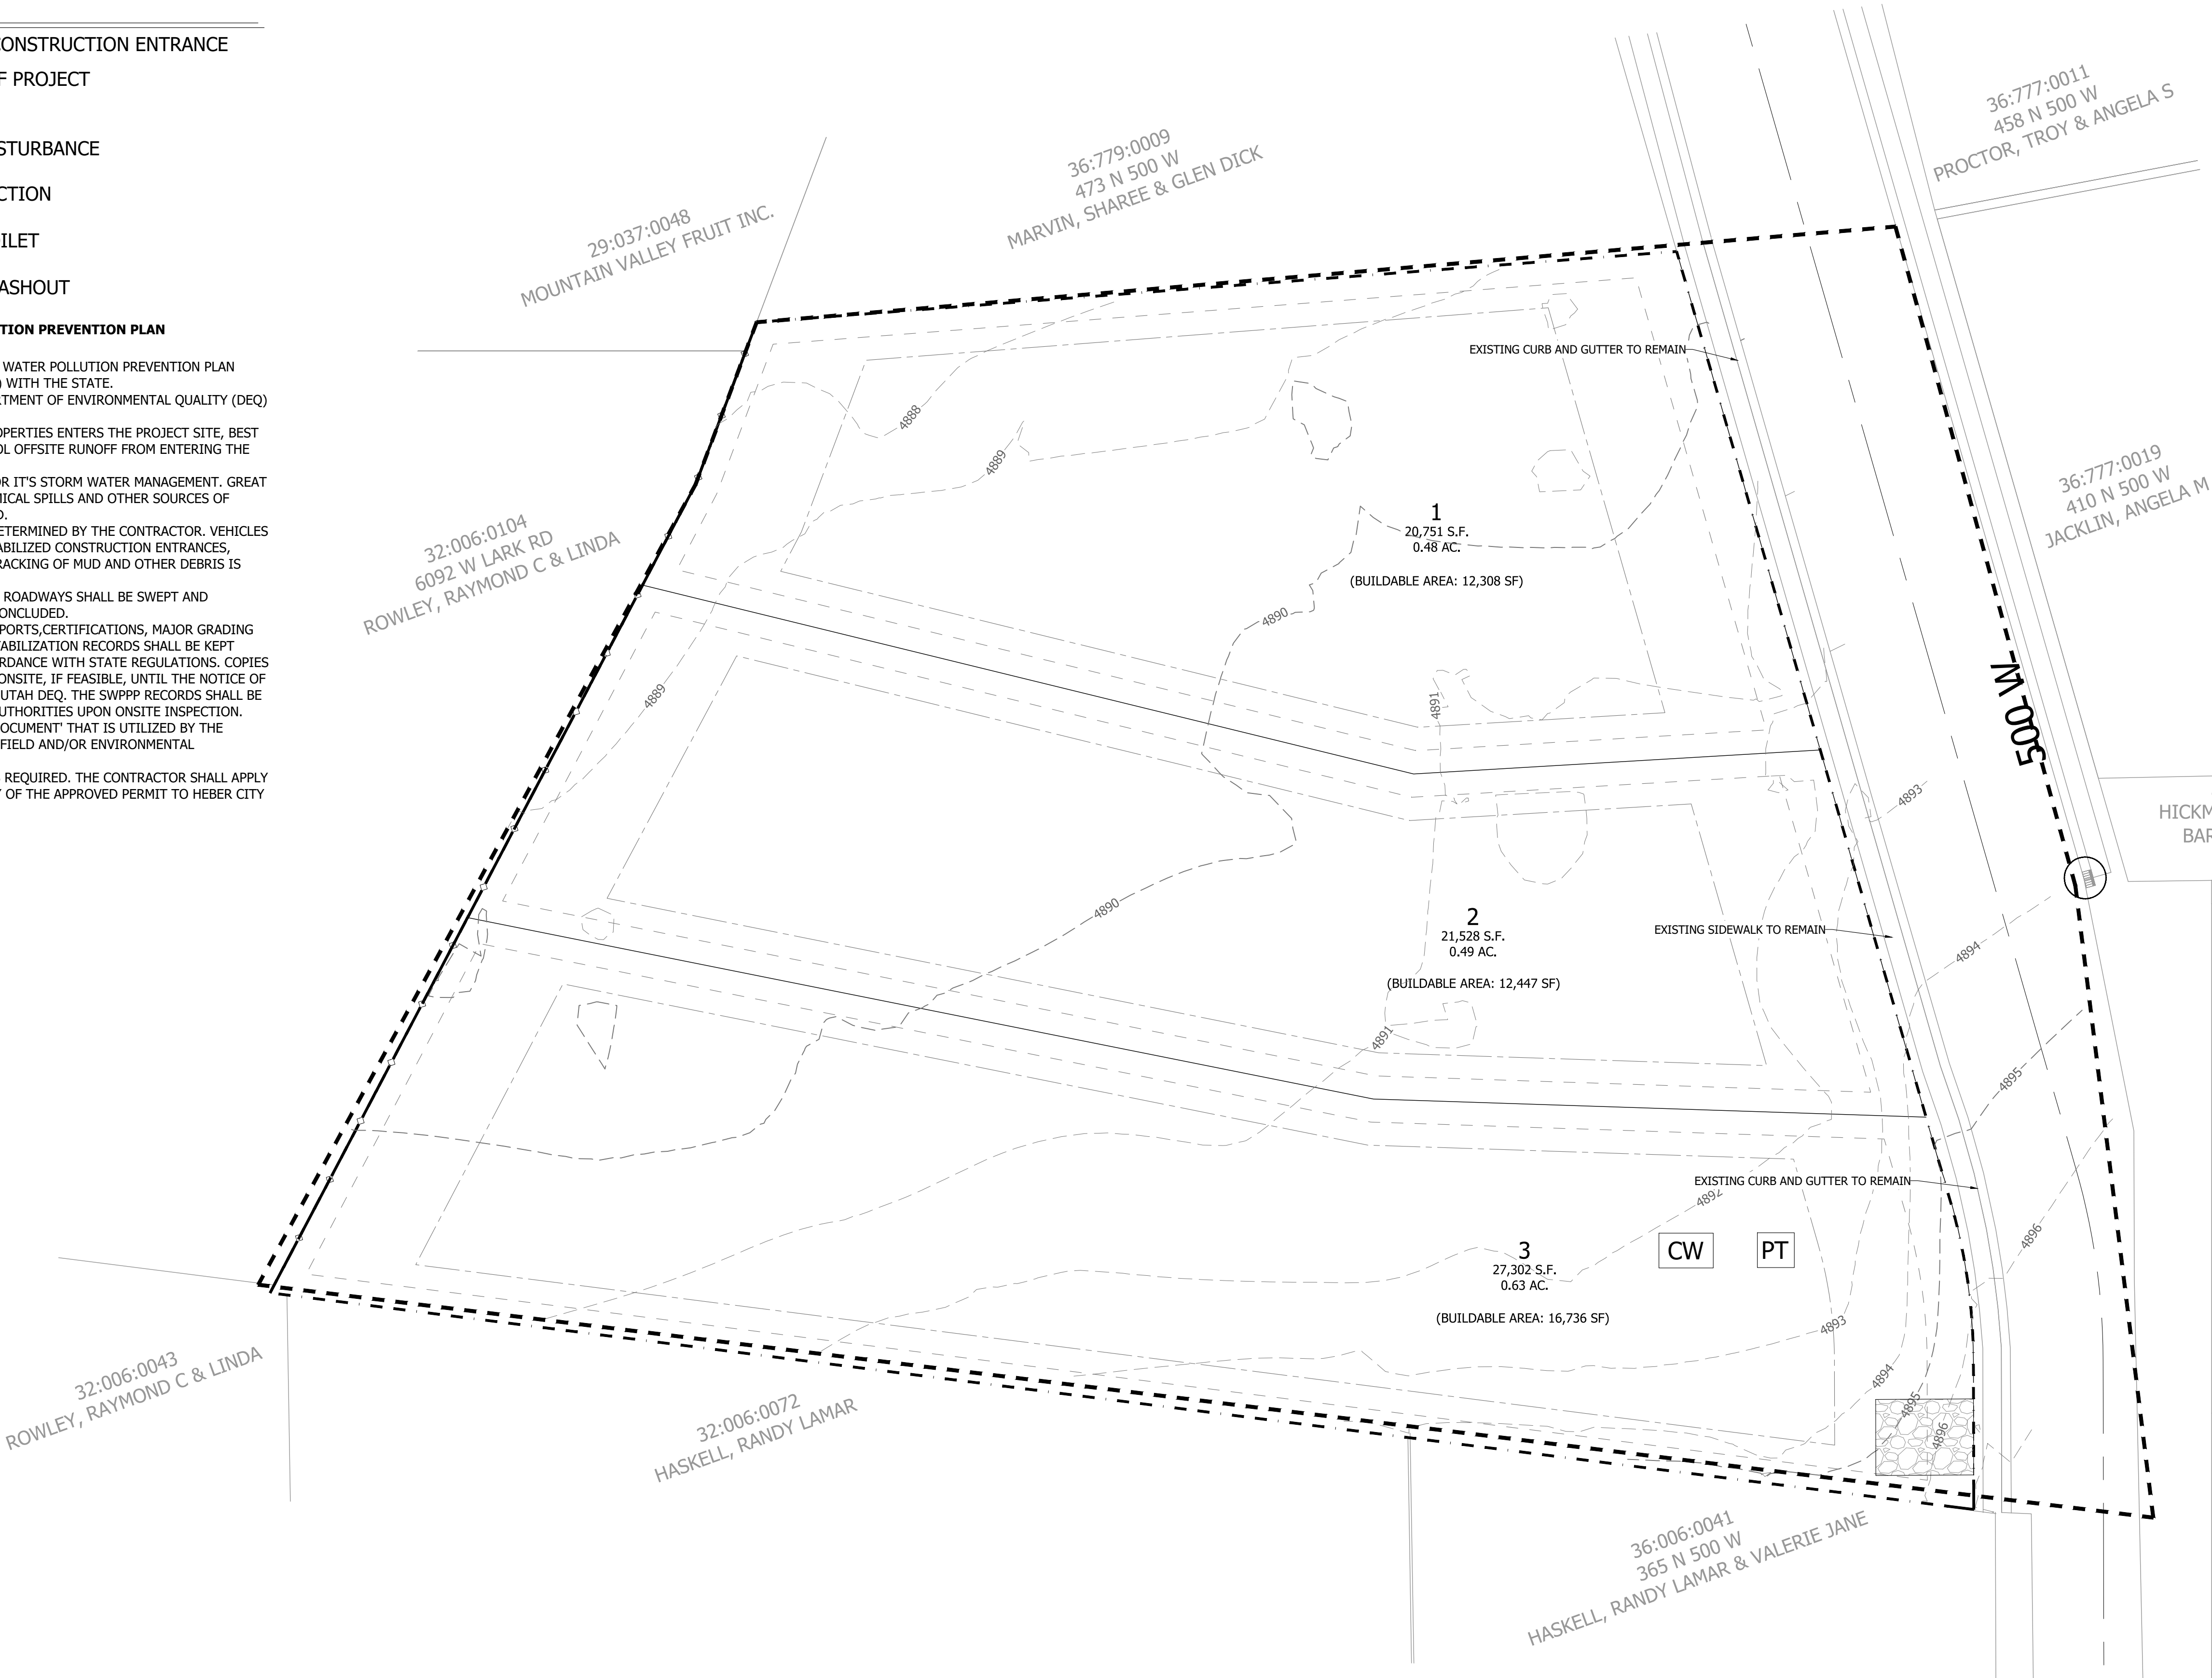 CONSTRUCTION ENTRANCE
F PROJECT
STURBANCE
CTION
ILET
ASHOUT
TION PREVENTION PLAN
WATER POLLUTION PREVENTION PLAN
) WITH THE STATE.
RTMENT OF ENVIRONMENTAL QUALITY (DEQ)
OPERTIES ENTERS THE PROJECT SITE, BEST
OL OFFSITE RUNOFF FROM ENTERING THE
OR IT'S STORM WATER MANAGEMENT. GREAT
MICAL SPILLS AND OTHER SOURCES OF
D.
DETERMINED BY THE CONTRACTOR. VEHICLES
ABILIZED CONSTRUCTION ENTRANCES,
RACKING OF MUD AND OTHER DEBRIS IS
ROADWAYS SHALL BE SWEPT AND
ONCLUDED.
PORTS,CERTIFICATIONS, MAJOR GRADING
TABILIZATION RECORDS SHALL BE KEPT
RDANCE WITH STATE REGULATIONS. COPIES
ONSITE, IF FEASIBLE, UNTIL THE NOTICE OF
UTAH DEQ. THE SWPPP RECORDS SHALL BE
UTHORITIES UPON ONSITE INSPECTION.
OCUMENT' THAT IS UTILIZED BY THE
FIELD AND/OR ENVIRONMENTAL
REQUIRED. THE CONTRACTOR SHALL APPLY
Y OF THE APPROVED PERMIT TO HEBER CITY
29:037:0048
MOUNTAIN VALLEY FRUIT INC.
36:779:0009
473 N 500 W
MARVIN, SHAREE & GLEN DICK
36:777:0011
458 N 500 W
PROCTOR, TROY & ANGELA S
EXISTING CURB AND GUTTER TO REMAIN
4888
4889
36:777:0019
410 N 500 W
JACKLIN, ANGELA M
32:006:0104
6092 W LARK RD
ROWLEY, RAYMOND C & LINDA
1
20,751 S.F.
0.48 AC.
(BUILDABLE AREA: 12,308 SF)
4890
4889
4891
500 W
4893
HICKM
BAR
4890
2
21,528 S.F.
0.49 AC.
(BUILDABLE AREA: 12,447 SF)
EXISTING SIDEWALK TO REMAIN
4894
4891
4895
EXISTING CURB AND GUTTER TO REMAIN
4892
4896
3
27,302 S.F.
0.63 AC.
(BUILDABLE AREA: 16,736 SF)
CW
PT
4893
4894
4895
4896
32:006:0043
ROWLEY, RAYMOND C & LINDA
32:006:0072
HASKELL, RANDY LAMAR
36:006:0041
365 N 500 W
HASKELL, RANDY LAMAR & VALERIE JANE